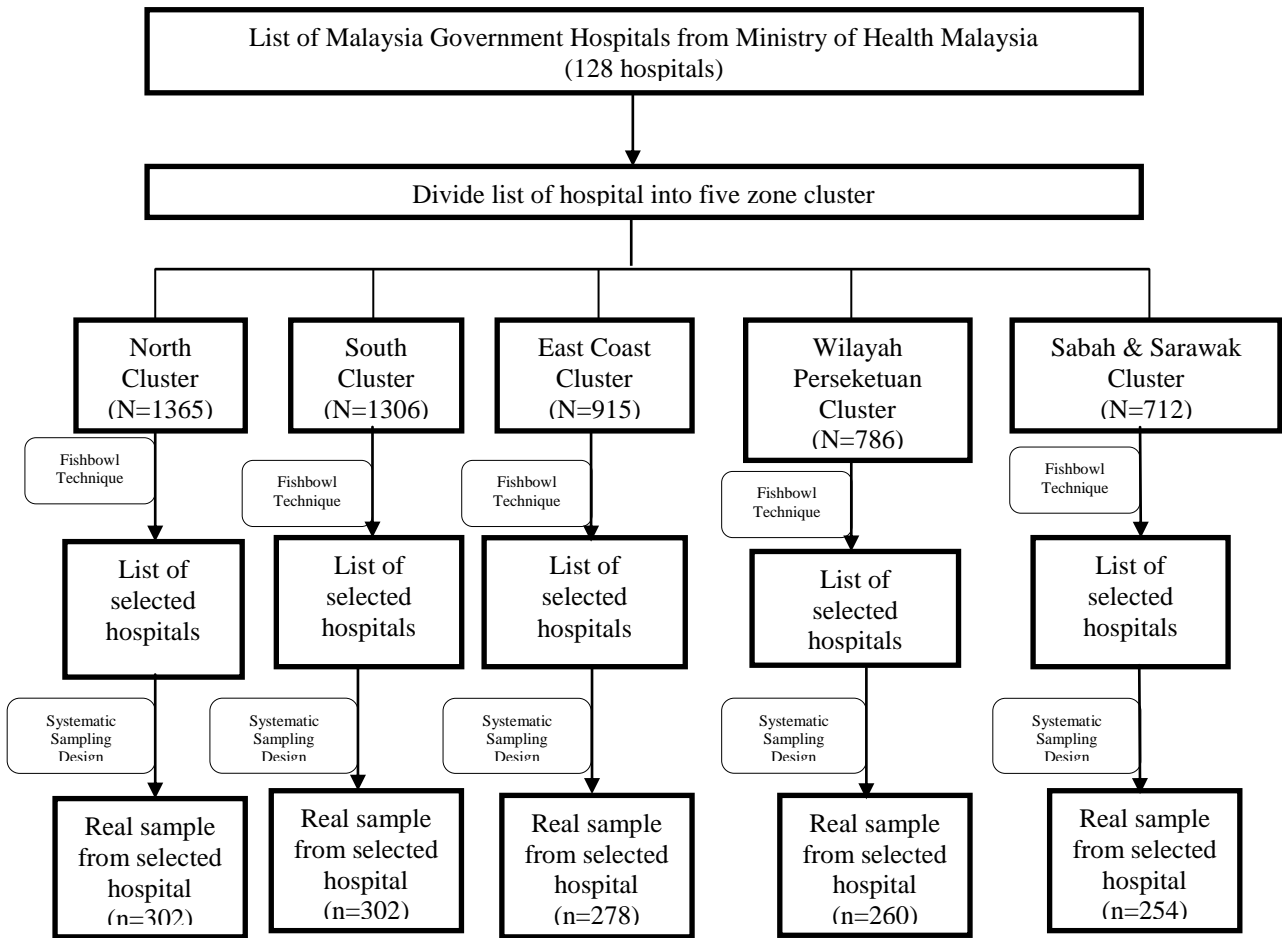 List of Malaysia Government Hospitals from Ministry of Health Malaysia
(128 hospitals)
Divide list of hospital into five zone cluster
North
Cluster
(N=1365)
South
Cluster
(N=1306)
East Coast
Cluster
(N=915)
Wilayah
Perseketuan
Cluster
(N=786)
Sabah & Sarawak
Cluster
(N=712)
Fishbowl
Technique
Fishbowl
Technique
Fishbowl
Technique
Fishbowl
Technique
Fishbowl
Technique
List of
selected
hospitals
List of
selected
hospitals
List of
selected
hospitals
List of
selected
hospitals
List of
selected
hospitals
Systematic
Sampling
Design
Systematic
Sampling
Design
Systematic
Sampling
Design
Systematic
Sampling
Design
Systematic
Sampling
Design
Real sample
from selected
hospital
(n=302)
Real sample
from selected
hospital
(n=302)
Real sample
from selected
hospital
(n=278)
Real sample
from selected
hospital
(n=260)
Real sample
from selected
hospital
(n=254)